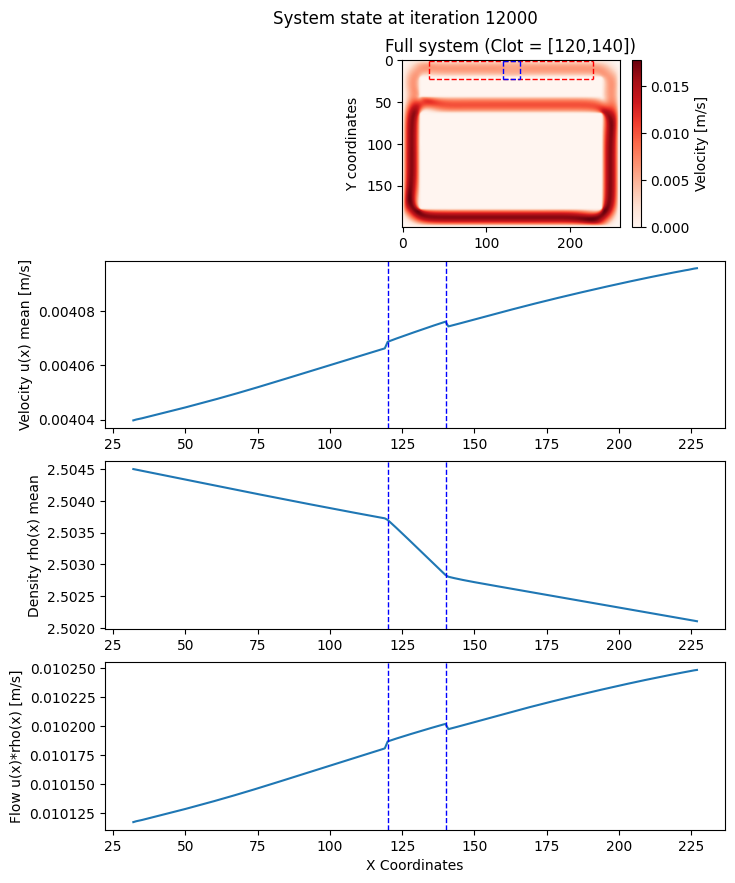 System state at iteration 12000
Full system (Clot = [120,140])
0
50
100
150
Y coordinates
0 100 200
0.015
0.010
0.005
0.000
Velocity [m/s]
Velocity u(x) mean [m/s]
0.00408
0.00406
0.00404
25 50 75 100 125 150 175 200 225
Density rho(x) mean
2.5045
2.5040
2.5035
2.5030
2.5025
2.5020
25 50 75 100 125 150 175 200 225
Flow u(x)*rho(x) [m/s]
0.010250
0.010225
0.010200
0.010175
0.010150
0.010125
25 50 75 100 125 150 175 200 225
X Coordinates